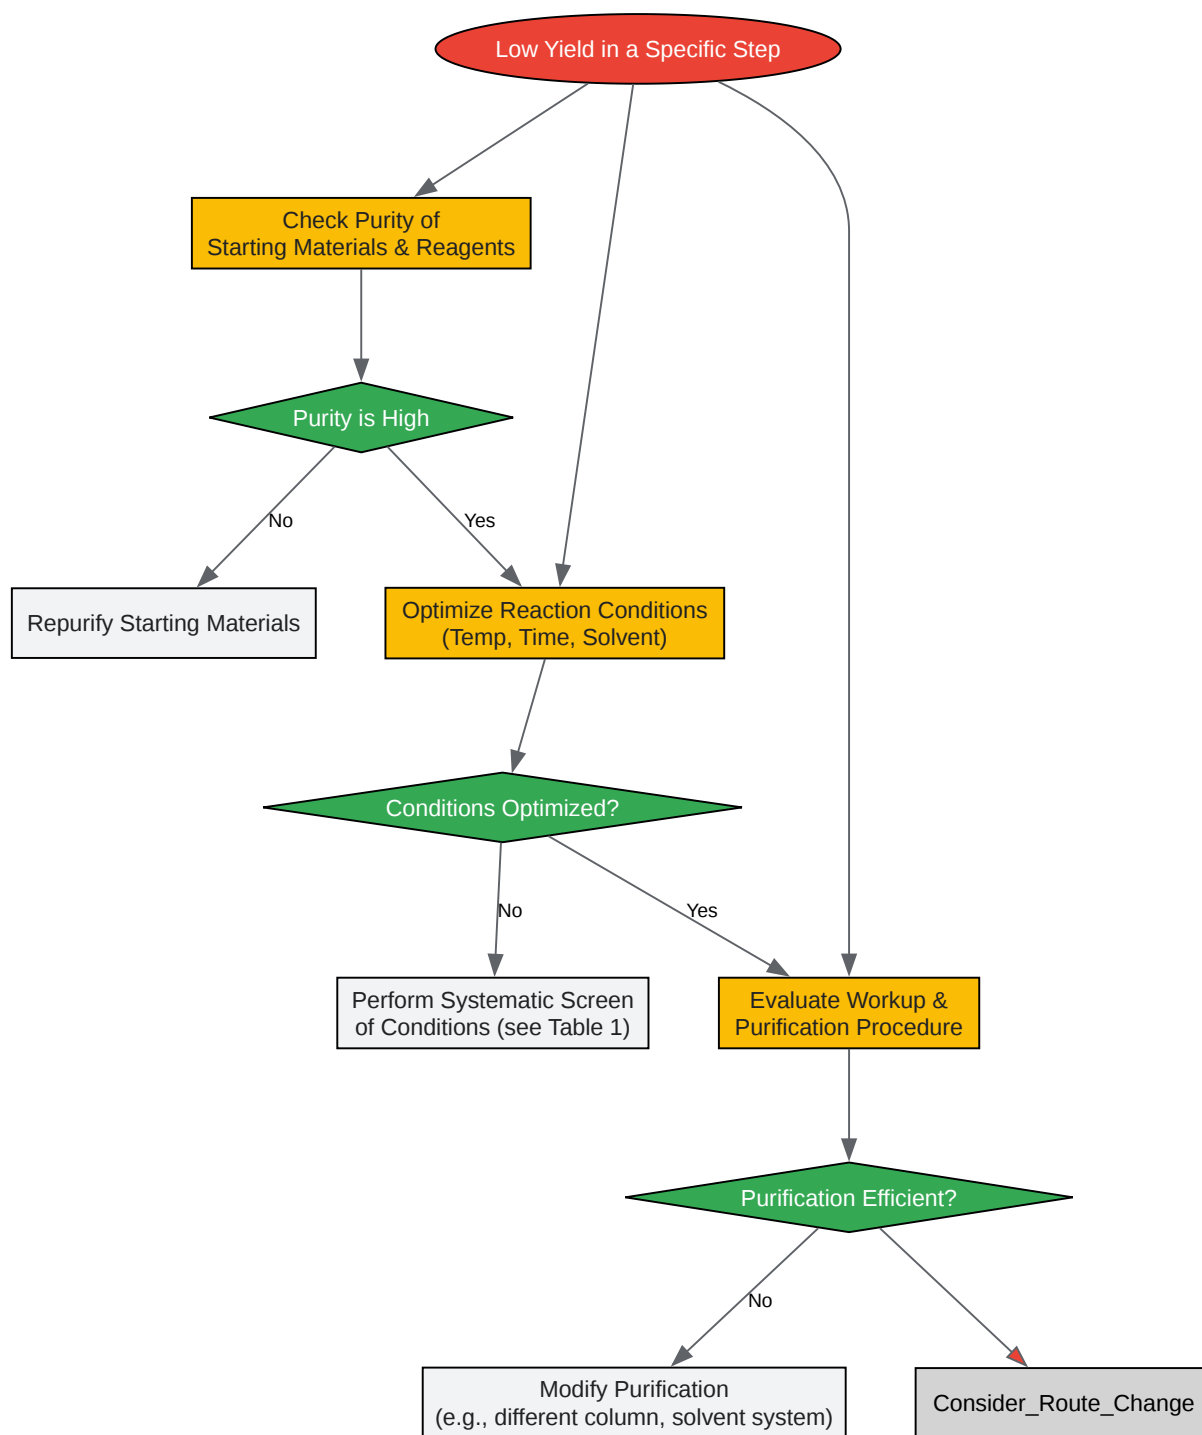 Low Yield in a Specific Step
Check Purity of
Starting Materials & Reagents
Purity is High
No
Yes
Repurify Starting Materials
Optimize Reaction Conditions
(Temp, Time, Solvent)
Conditions Optimized?
No
Yes
Perform Systematic Screen
of Conditions (see Table 1)
Evaluate Workup &
Purification Procedure
Purification Efficient?
No
Modify Purification
(e.g., different column, solvent system)
Consider_Route_Change